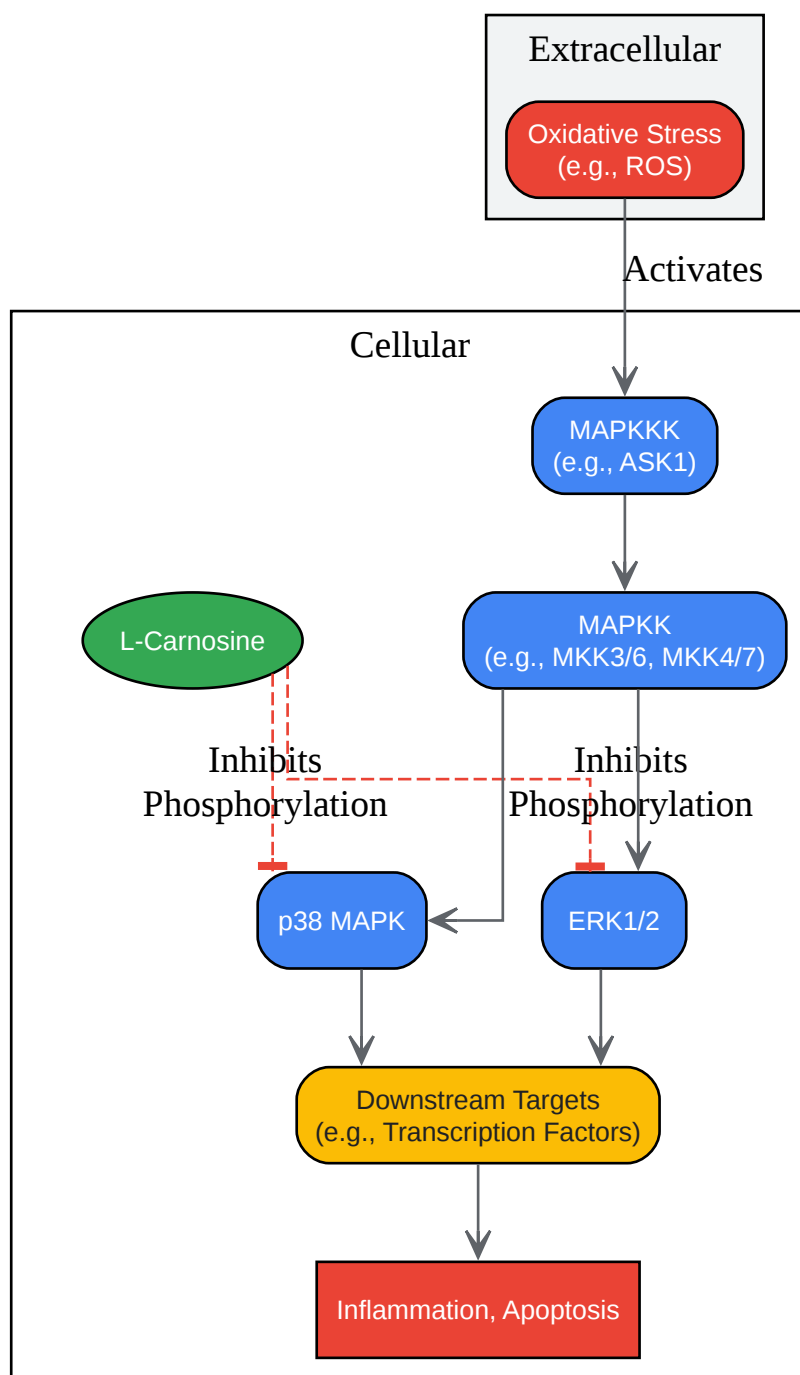 Extracellular
Oxidative Stress
(e.g., ROS)
Activates
Cellular
MAPKKK
(e.g., ASK1)
L-Carnosine
MAPKK
(e.g., MKK3/6, MKK4/7)
Inhibits
Phosphorylation
Inhibits
Phosphorylation
p38 MAPK
ERK1/2
Downstream Targets
(e.g., Transcription Factors)
Inflammation, Apoptosis